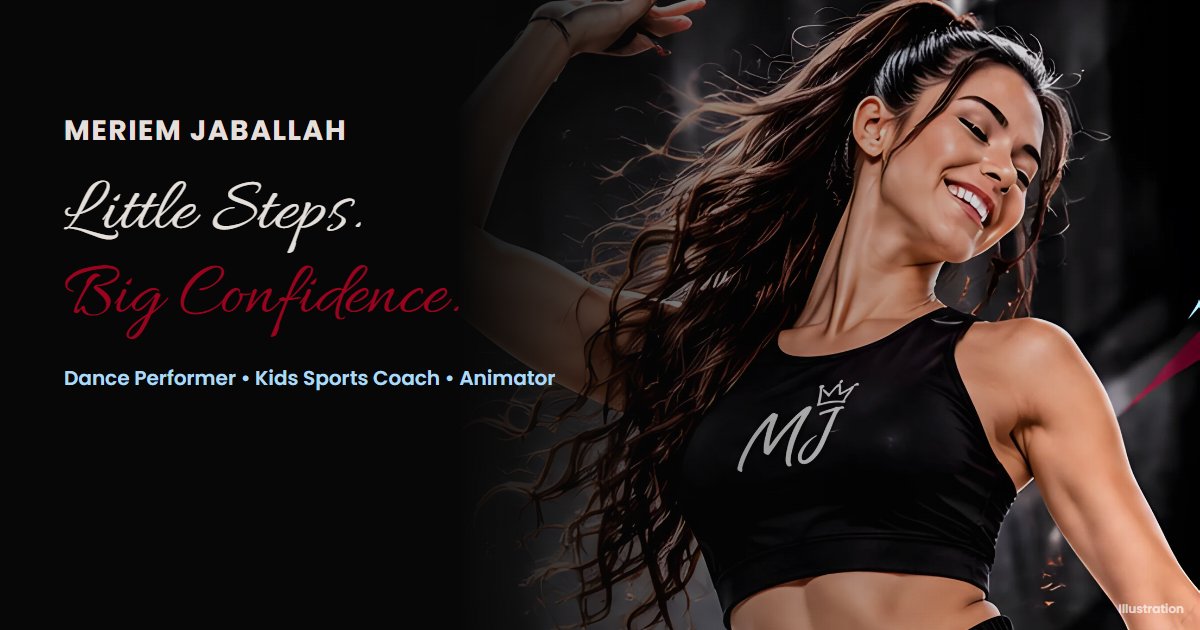 MERIEM JABALLAH
Little Steps.
Big Confidence.
Dance Performer • Kids Sports Coach • Animator
MJ
Illustration